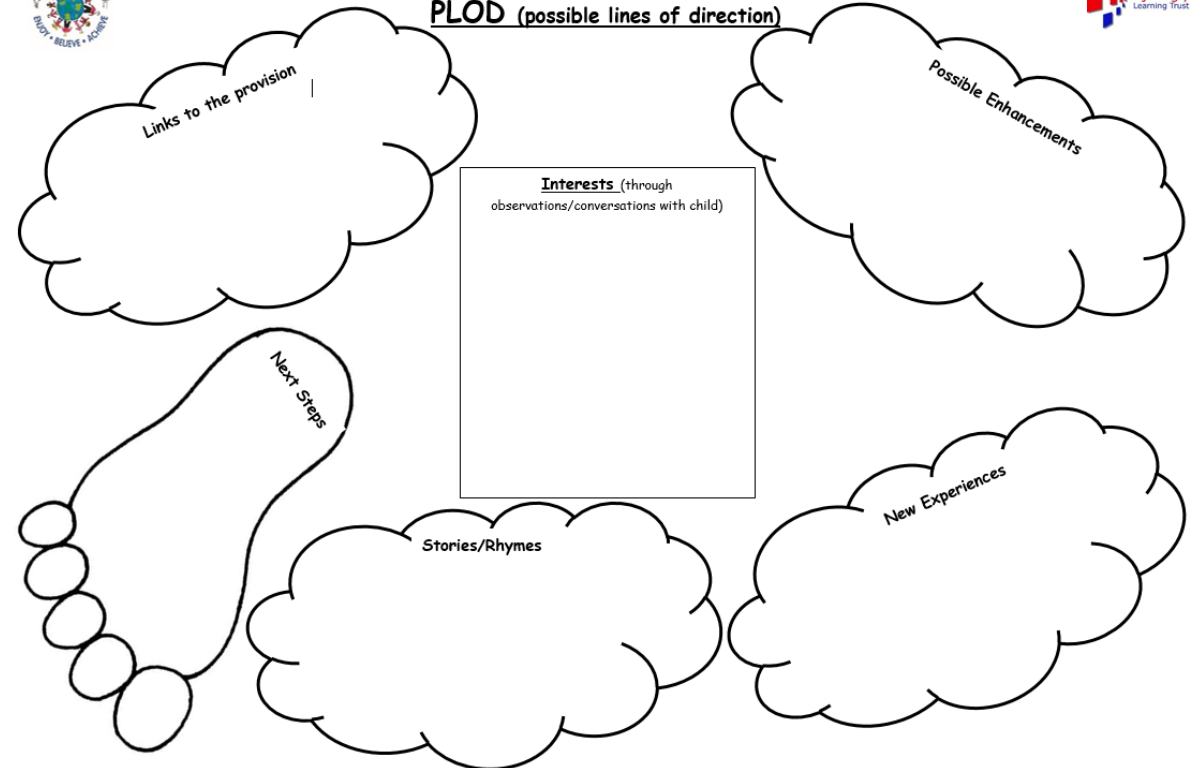 PLOD (possible lines of direction)
Learning Trust
ENJOY • BELIEVE • ACHIEVE
Links to the provision
Possible Enhancements
Interests (through
observations/conversations with child)
Next Steps
New Experiences
Stories/Rhymes